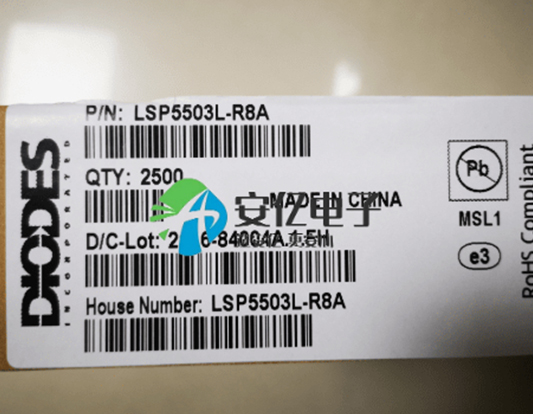 P/N: LSP5503L-R8A
QTY: 2500
MADE IN CHINA
D/C-Lot:
House Number: LSP5503L-R8A
DIODES
INCORPORATED
Pb
MSL1
e3
RoHS Compliant
安亿电子